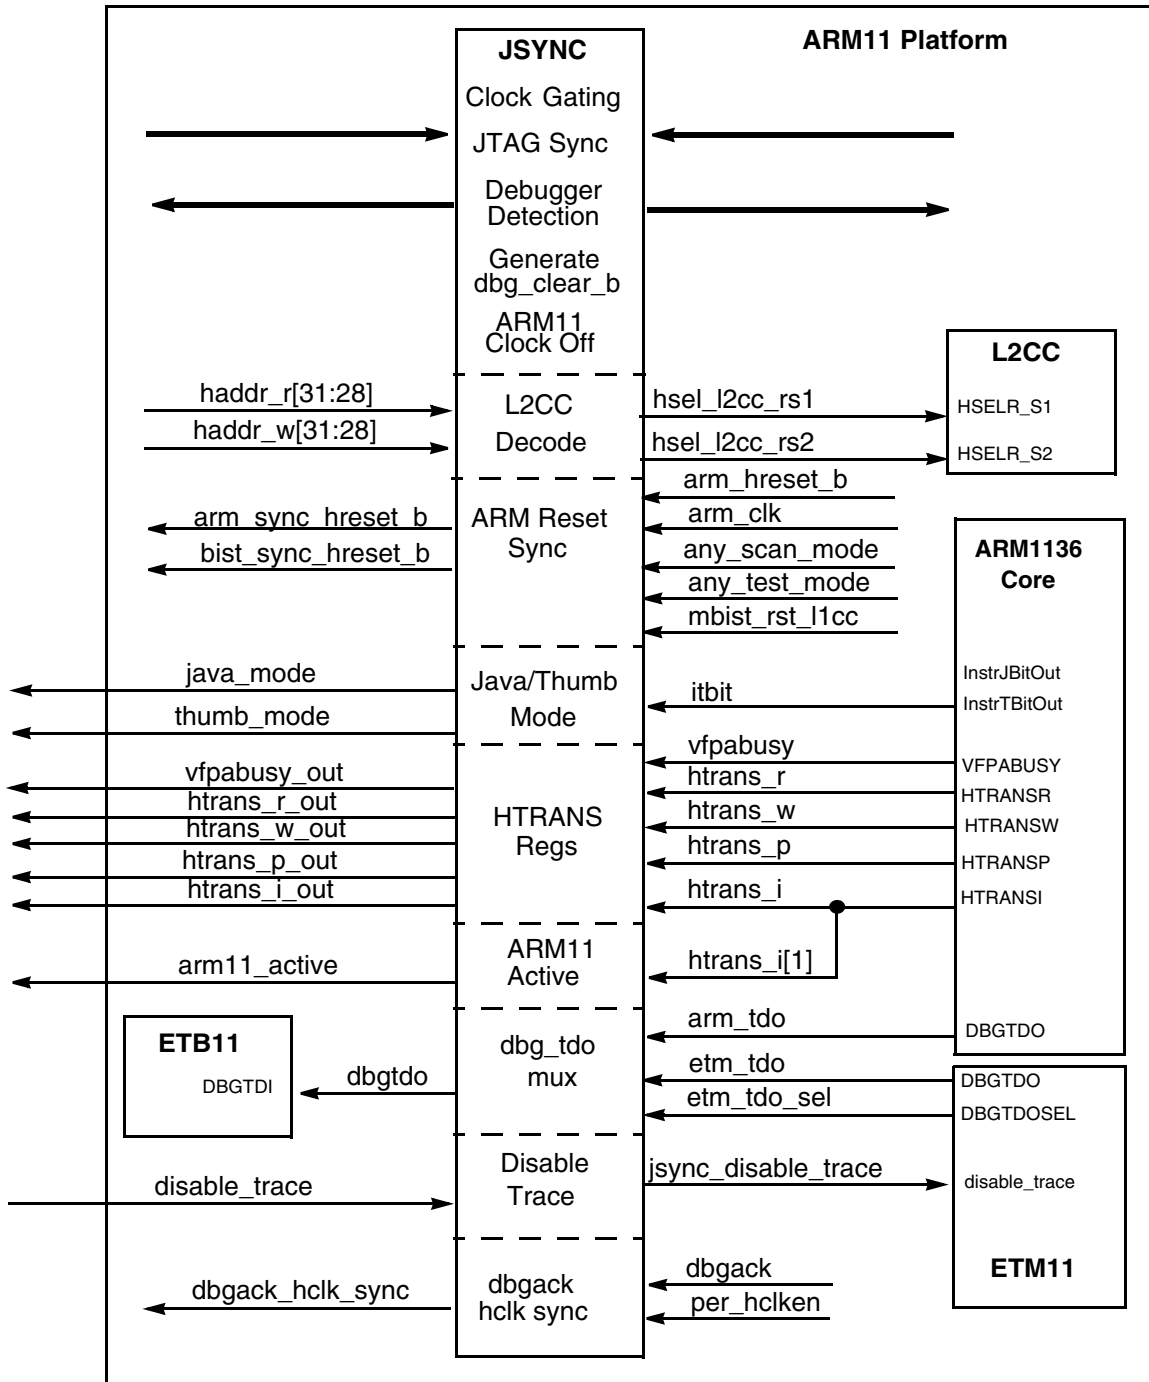 ARM11 Platform
JSYNC
Clock Gating
JTAG Sync
Debugger
Detection
Generate
dbg_clear_b
ARM11
Clock Off
L2CC
HSELR_S1
HSELR_S2
haddr_r[31:28]
haddr_w[31:28]
L2CC
Decode
hsel_l2cc_rs1
hsel_l2cc_rs2
arm_sync_hreset_b
bist_sync_hreset_b
ARM Reset
Sync
arm_hreset_b
arm_clk
any_scan_mode
any_test_mode
mbist_rst_l1cc
ARM1136
Core
java_mode
thumb_mode
Java/Thumb
Mode
itbit
InstrJBitOut
InstrTBitOut
vfpabusy_out
htrans_r_out
htrans_w_out
htrans_p_out
htrans_i_out
HTRANS
Regs
vfpabusy
htrans_r
htrans_w
htrans_p
htrans_i
VFPABUSY
HTRANSR
HTRANSW
HTRANSP
HTRANSI
arm11_active
ARM11
Active
htrans_i[1]
ETB11
DBGTDI
dbgtdo
dbg_tdo
mux
arm_tdo
etm_tdo
etm_tdo_sel
DBGTDO
DBGTDO
DBGTDOSEL
disable_trace
Disable
Trace
jsync_disable_trace
disable_trace
ETM11
dbgack_hclk_sync
dbgack
hclk sync
dbgack
per_hclken